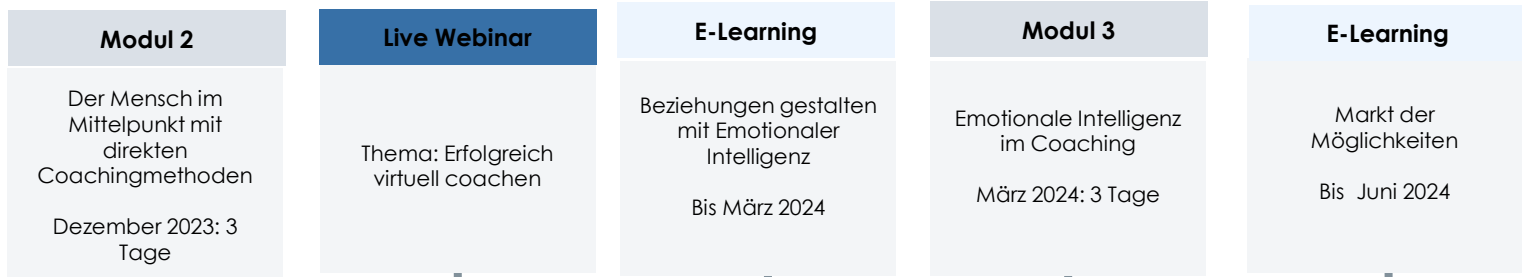 Modul 2
Der Mensch im
Mittelpunkt mit
direkten
Coachingmethoden
Dezember 2023: 3
Tage
Live Webinar
Thema: Erfolgreich
virtuell coachen
E-Learning
Beziehungen gestalten
mit Emotionaler
Intelligenz
Bis März 2024
Modul 3
Emotionale Intelligenz
im Coaching
März 2024: 3 Tage
E-Learning
Markt der
Möglichkeiten
Bis Juni 2024